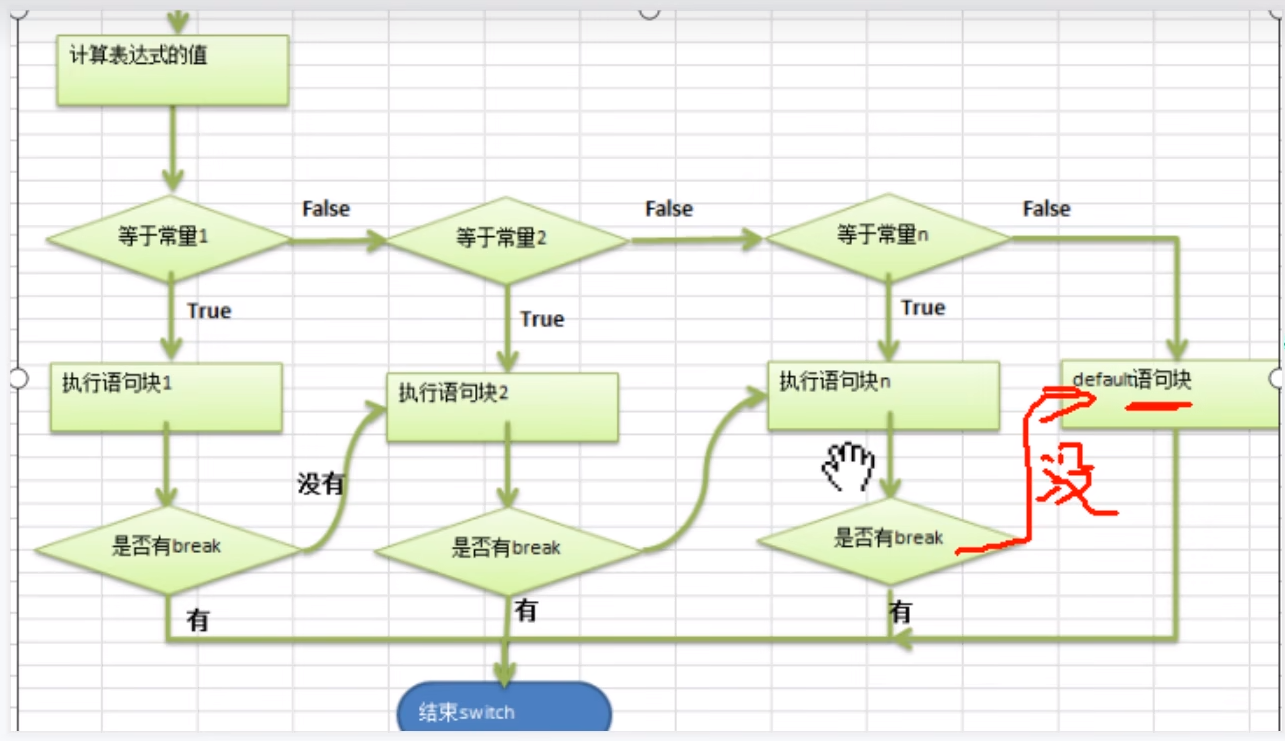 计算表达式的值
等于常量1
False
等于常量2
False
等于常量n
False
True
True
True
执行语句块1
执行语句块2
执行语句块n
default语句块
没有
没
是否有break
是否有break
是否有break
有
有
有
结束switch